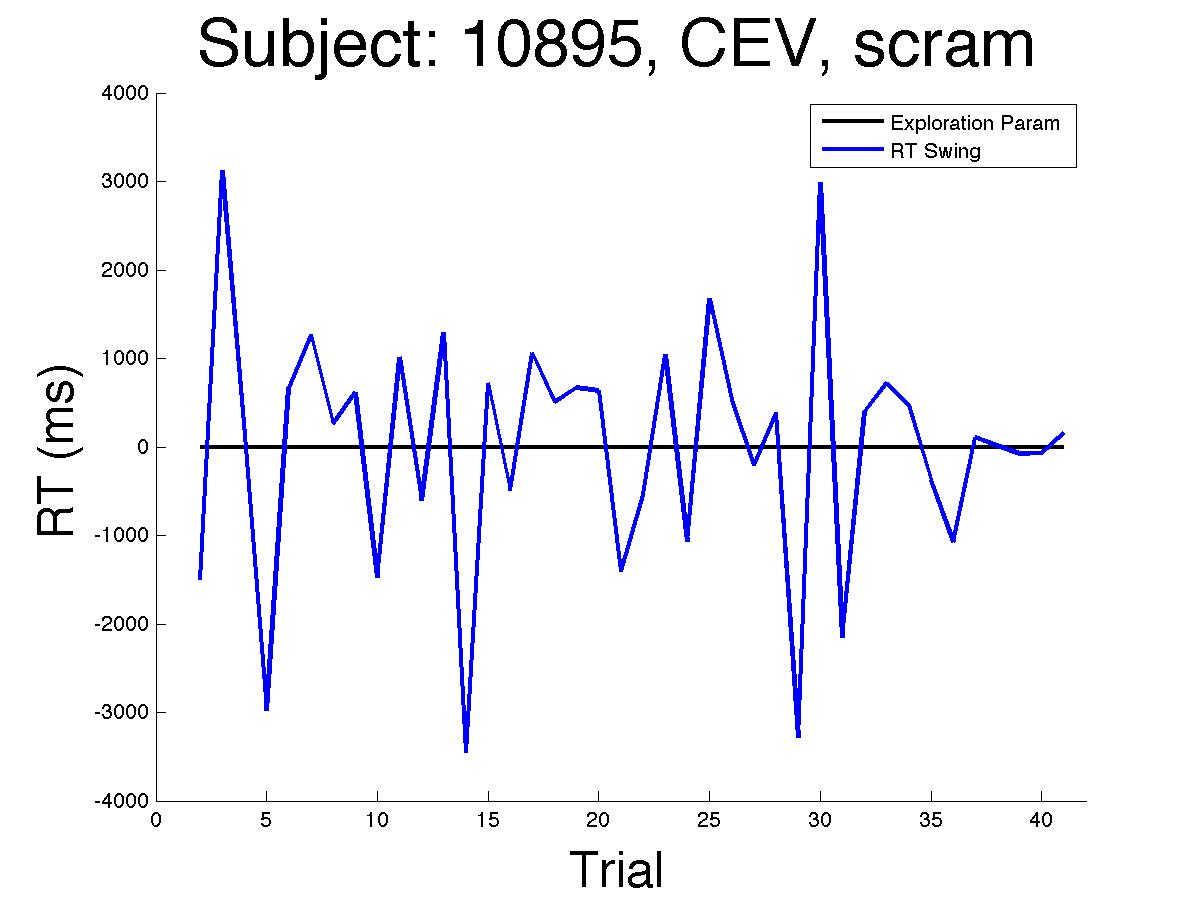 Subject: 10895, CEV, scram
Exploration Param
RT Swing
4000
3000
2000
1000
0
-1000
-2000
-3000
-4000
RT (ms)
0 5 10 15 20 25 30 35 40
Trial